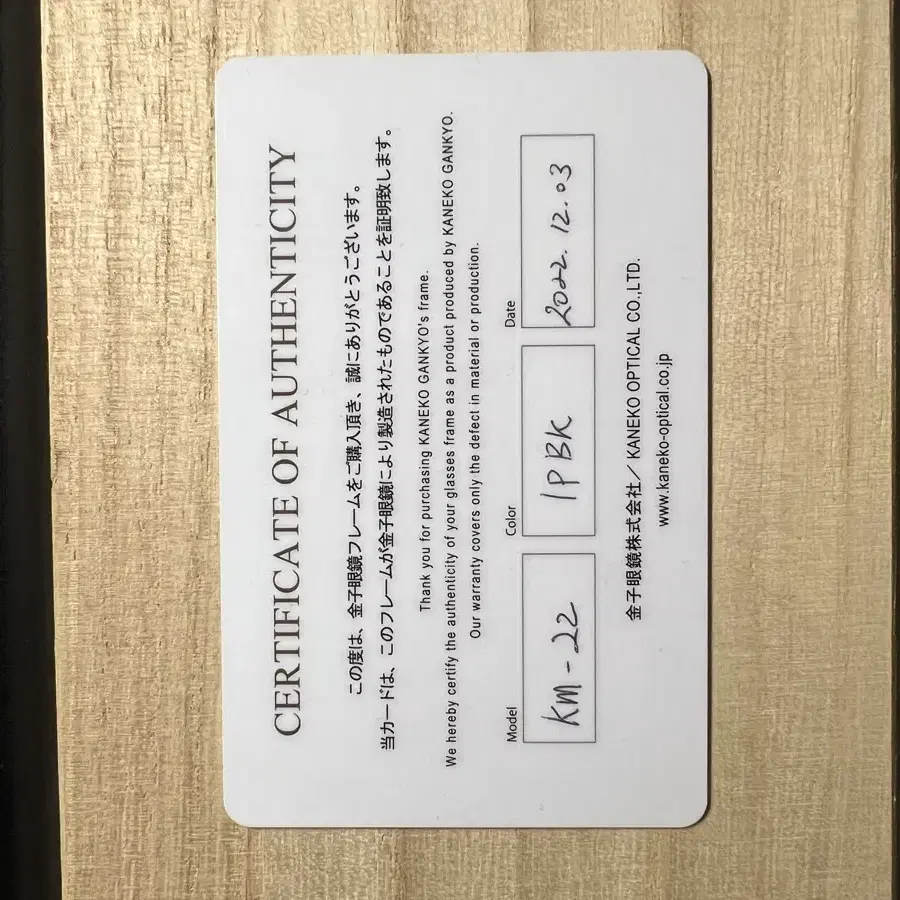 CERTIFICATE OF AUTHENTICITY
この度は、金子眼鏡フレームをご購入頂き、誠にありがとうございます。
当カードは、このフレームが金子眼鏡により製造されたものであることを証明致します。
Thank you for purchasing KANEKO GANKYO's frame.
We hereby certify the authenticity of your glasses frame as a product produced by KANEKO GANKYO.
Our warranty covers only the defect in material or production.
Model Color Date
KM-22 1PBK 2022.12.03
金子眼鏡株式会社/ KANEKO OPTICAL CO.,LTD.
www.kaneko-optical.co.jp